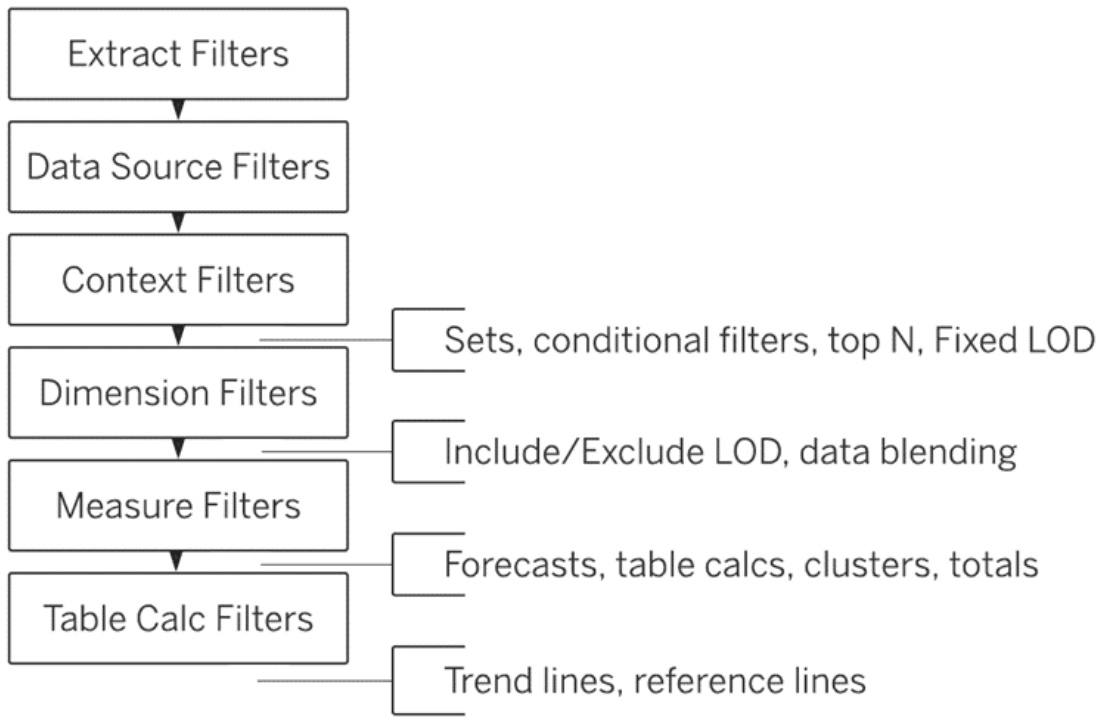 Extract Filters
Data Source Filters
Context Filters
Sets, conditional filters, top N, Fixed LOD
Dimension Filters
Include/Exclude LOD, data blending
Measure Filters
Forecasts, table calcs, clusters, totals
Table Calc Filters
Trend lines, reference lines